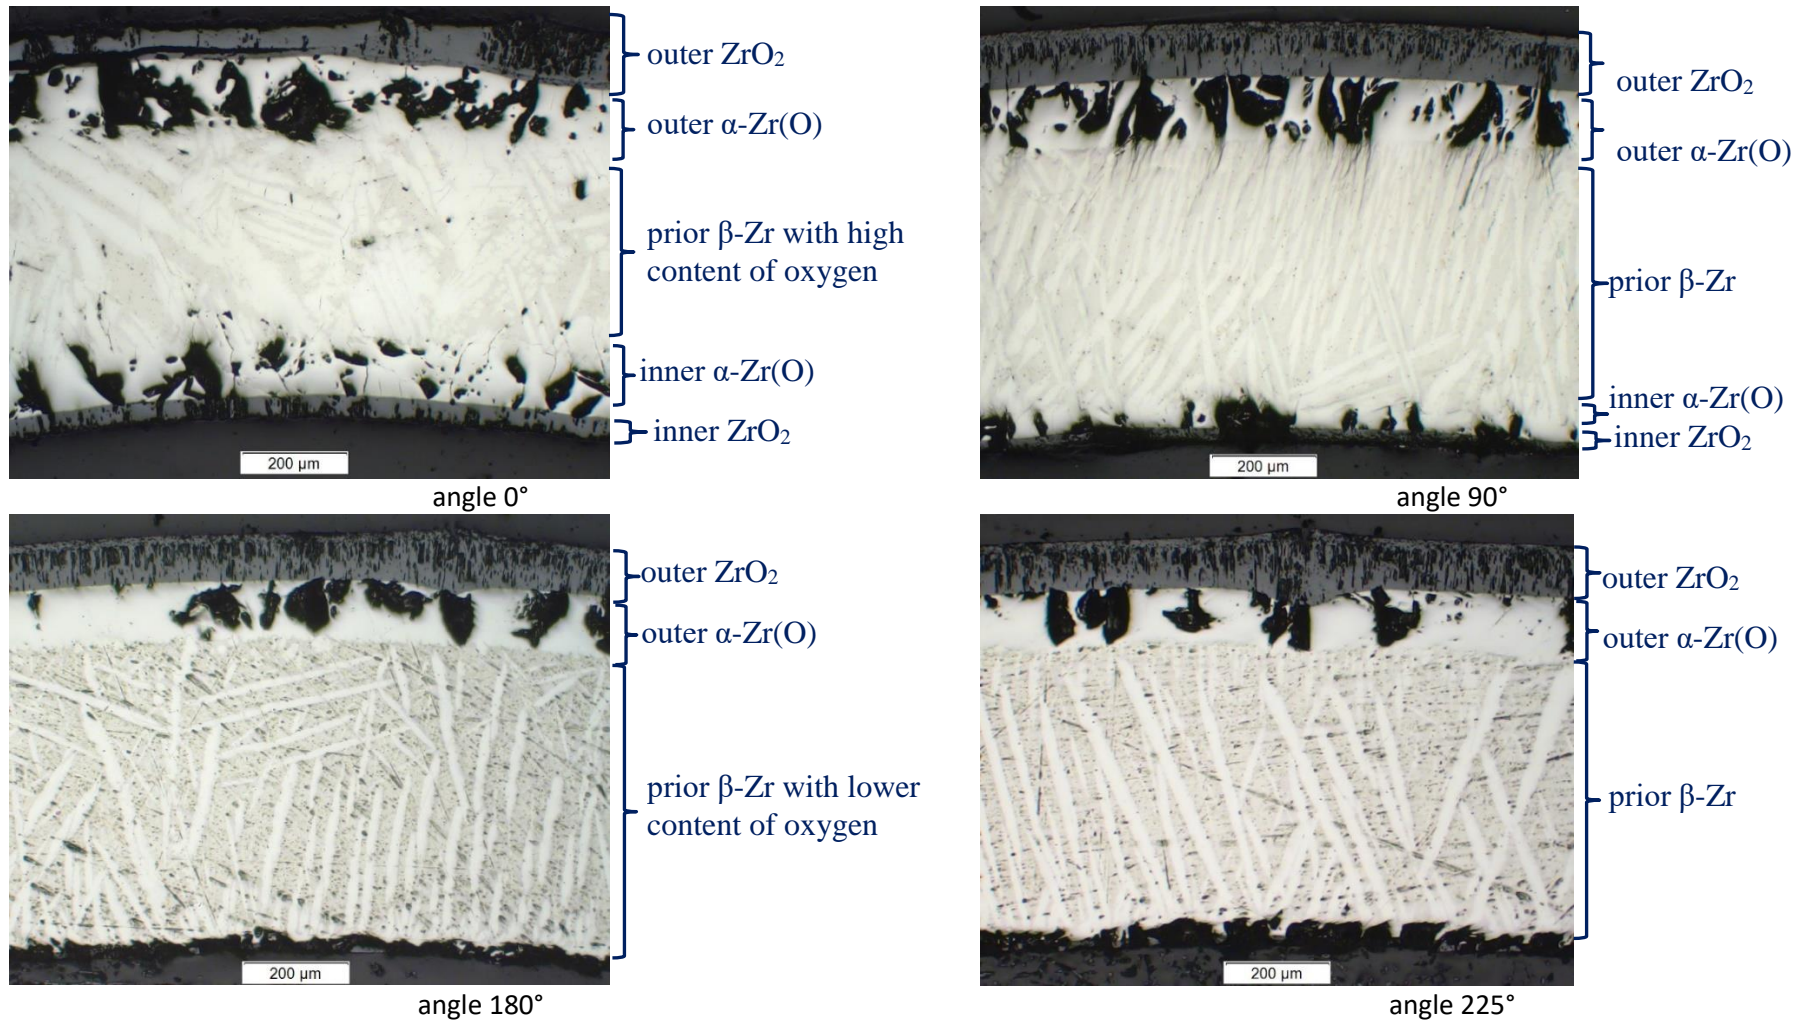 outer ZrO₂
outer α-Zr(O)
prior β-Zr with high
content of oxygen
inner α-Zr(O)
inner ZrO₂
200 µm
angle 0°
outer ZrO₂
outer α-Zr(O)
prior β-Zr
inner α-Zr(O)
inner ZrO₂
200 µm
angle 90°
outer ZrO₂
outer α-Zr(O)
prior β-Zr with lower
content of oxygen
200 µm
angle 180°
outer ZrO₂
outer α-Zr(O)
prior β-Zr
200 µm
angle 225°